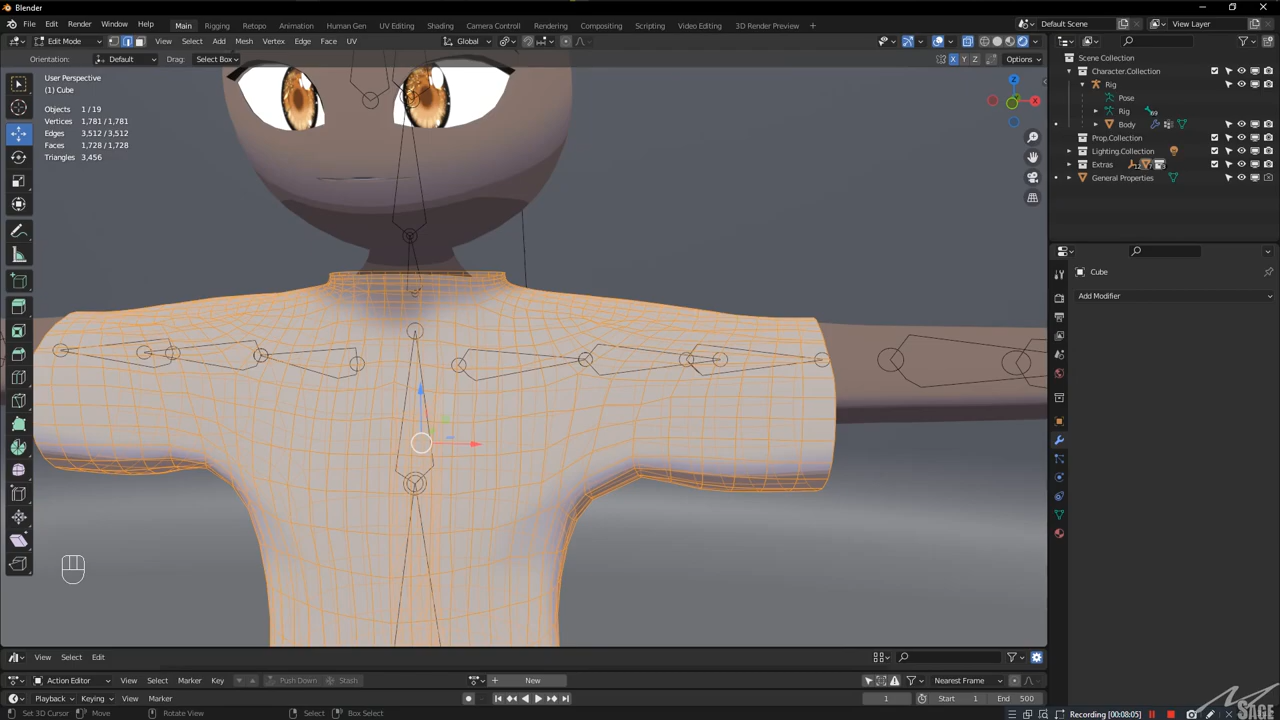 Blender
File Edit Render Window Help Main Rigging Retopo Animation Human Gen UV Editing Shading Camera Control Rendering Compositing Scripting Video Editing 3D Render Preview + Default Scene View Layer
Edit Mode View Select Add Mesh Vertex Edge Face UV Global
Orientation: Default Drag: Select Box X Y Z Options
User Perspective
(1) Cube
Objects 1 / 19
Vertices 1,781 / 1,781
Edges 3,512 / 3,512
Faces 1,728 / 1,728
Triangles 3,456
Z
X
Scene Collection
Character.Collection
Rig
Pose
Rig
Body
Prop.Collection
Lighting.Collection
Extras
General Properties
Cube
Add Modifier
View Select Edit
Action Editor View Select Marker Key Push Down Stash + New Nearest Frame
Playback Keying View Marker 1 Start 1 End 500
Set 3D Cursor Move Rotate View Select Box Select Recording [00:08:05]
SAGE